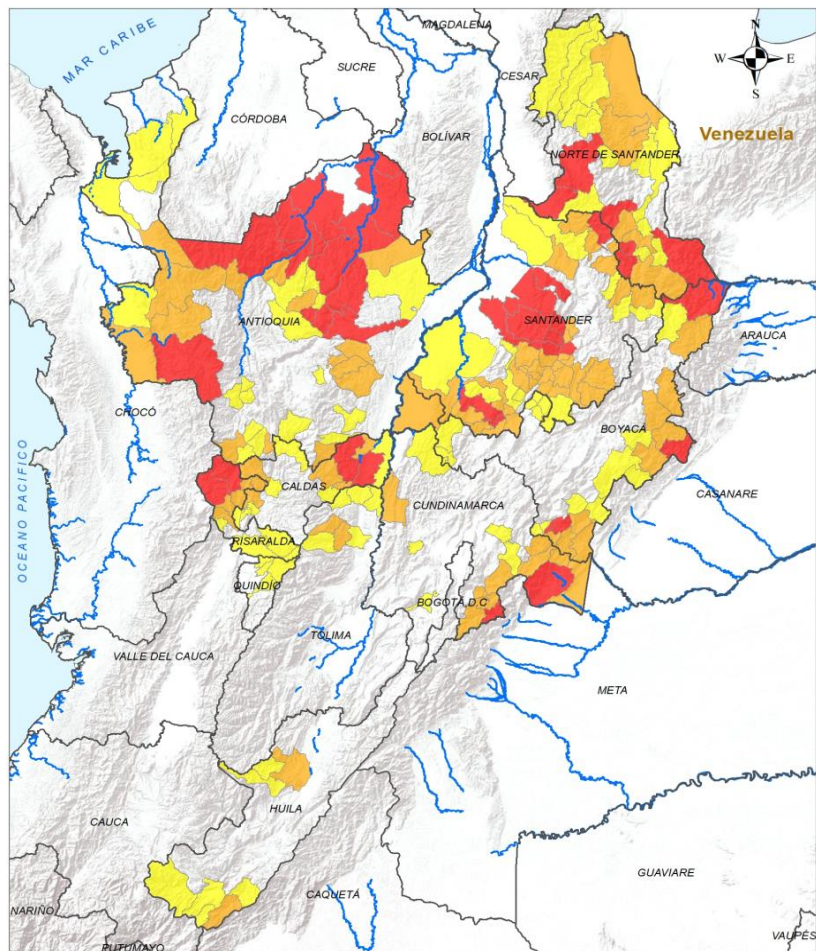 MAGDALENA
N
MAR CARIBE
SUCRE
CESAR
W
E
S
CÓRDOBA
BOLÍVAR
Venezuela
NORTE DE SANTANDER
ANTIOQUIA
SANTANDER
ARAUCA
CHOCÓ
BOYACÁ
CALDAS
CUNDINAMARCA
CASANARE
OCEANO PACIFICO
RISARALDA
QUINDÍO
BOGOTÁ, D.C
TOLIMA
VALLE DEL CAUCA
META
HUILA
CAUCA
GUAVIARE
CAQUETÁ
NARIÑO
VAUPÉS
PUTUMAYO